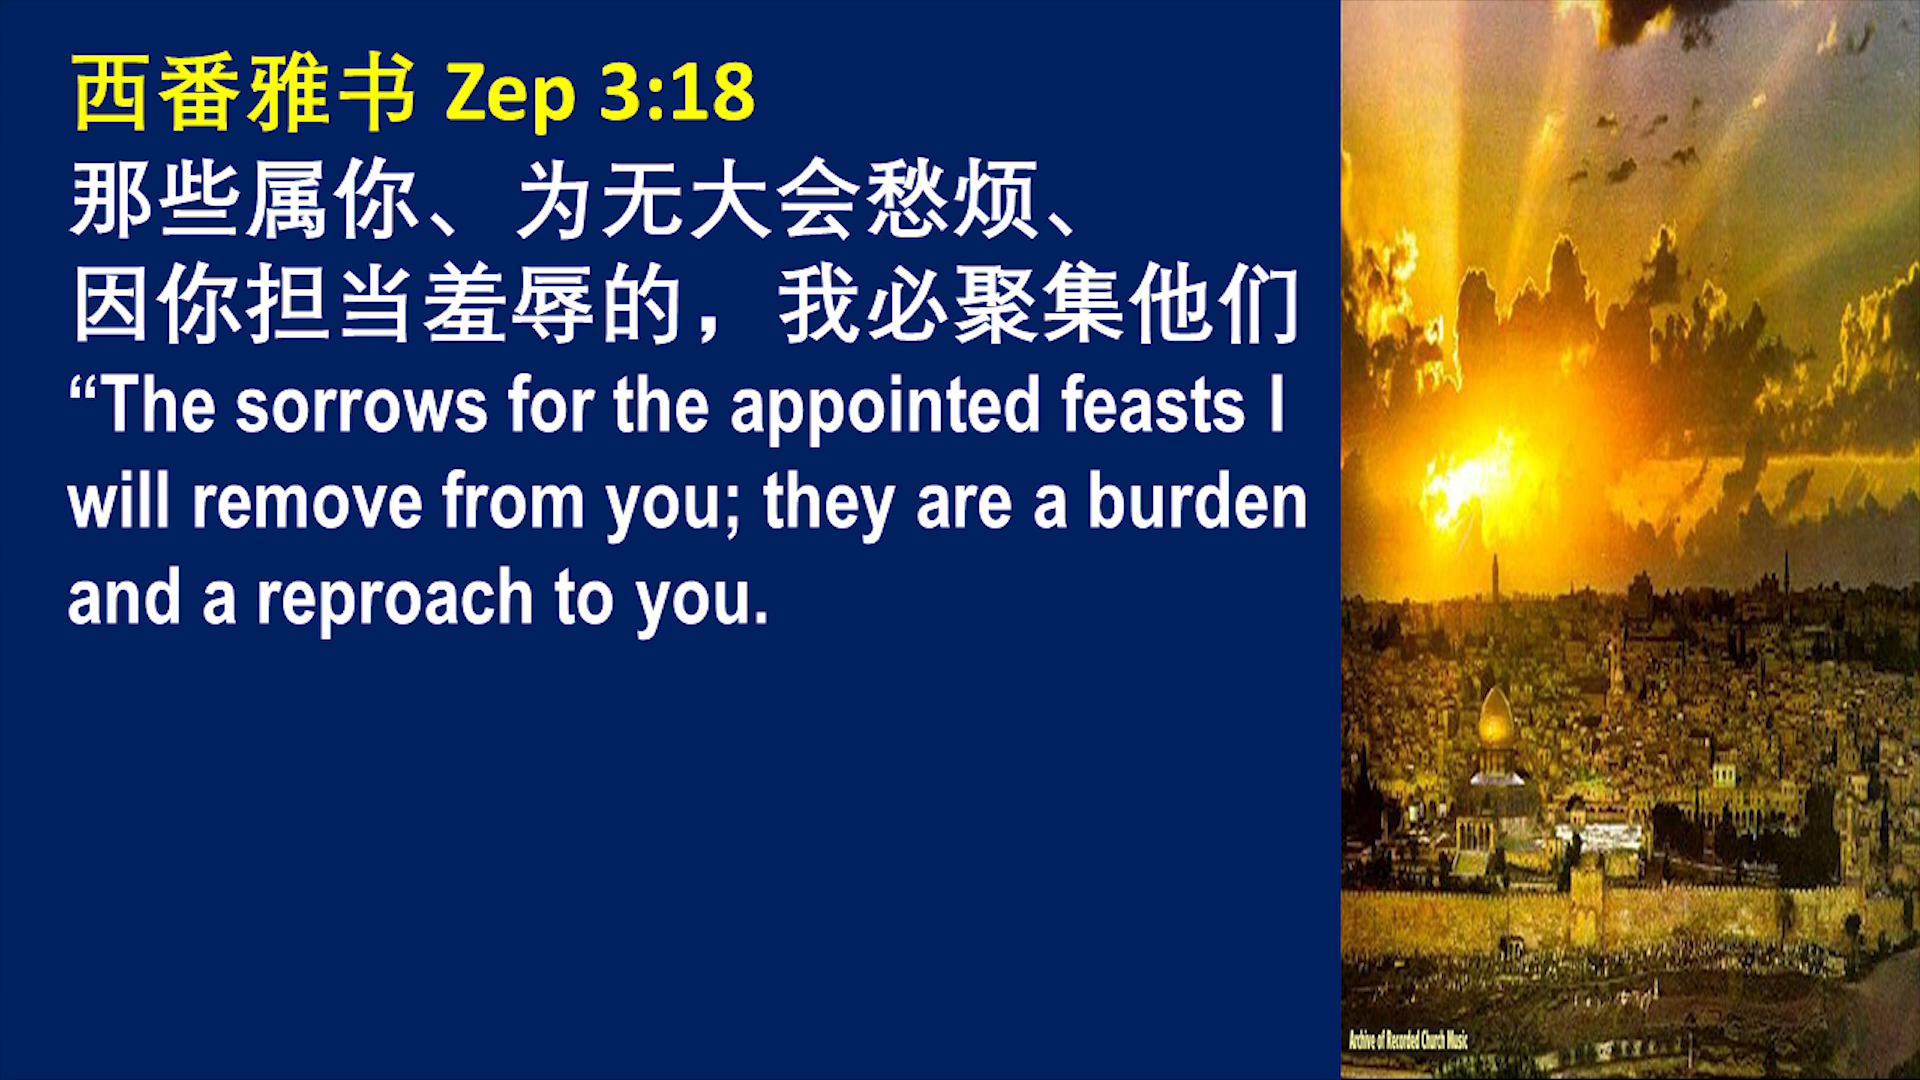 西番雅书 Zep 3:18
那些属你、为无大会愁烦、
因你担当羞辱的，我必聚集他们
“The sorrows for the appointed feasts I
will remove from you; they are a burden
and a reproach to you.
Archive of Recorded Church Music